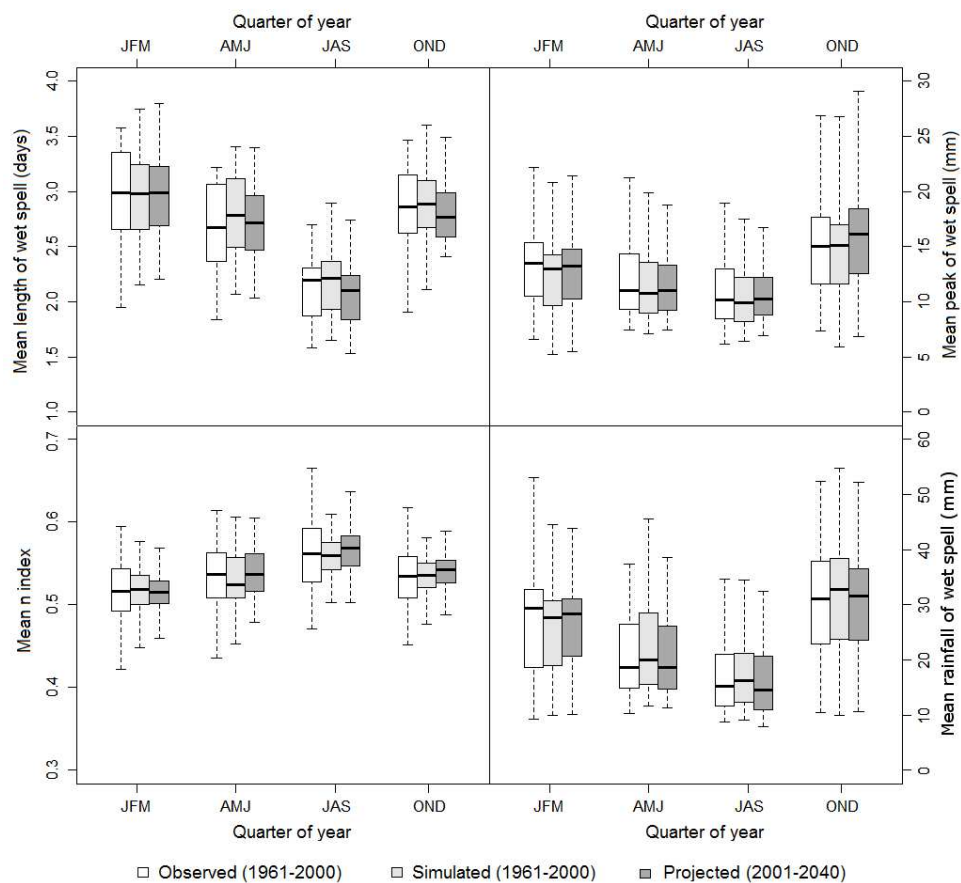 Quarter of year
Quarter of year
JFM AMJ JAS OND
JFM AMJ JAS OND
Mean length of wet spell (days)
4.0
3.5
3.0
2.5
2.0
1.5
1.0
30
25
20
15
10
5
0
Mean peak of wet spell (mm)
Mean n index
0.7
0.6
0.5
0.4
0.3
60
50
40
30
20
10
0
Mean rainfall of wet spell (mm)
JFM AMJ JAS OND
JFM AMJ JAS OND
Quarter of year
Quarter of year
Observed (1961-2000) Simulated (1961-2000) Projected (2001-2040)